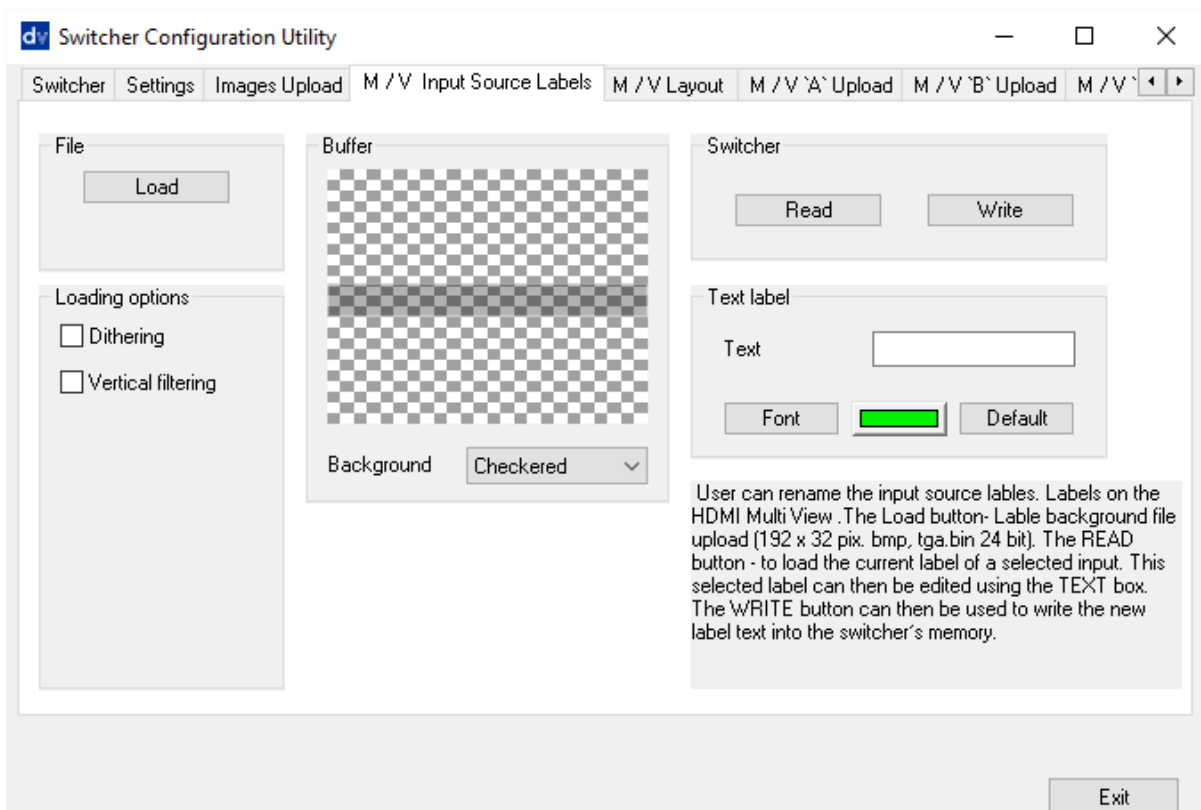 dv Switcher Configuration Utility
Switcher Settings Images Upload M / V Input Source Labels M / V Layout M / V `A` Upload M / V `B` Upload M / V `
File
Load
Loading options
Dithering
Vertical filtering
Buffer
Background Checkered
Switcher
Read Write
Text label
Text
Font Default
User can rename the input source lables. Labels on the
HDMI Multi View .The Load button- Lable background file
upload (192 x 32 pix. bmp, tga.bin 24 bit). The READ
button - to load the current label of a selected input. This
selected label can then be edited using the TEXT box.
The WRITE button can then be used to write the new
label text into the switcher´s memory.
Exit